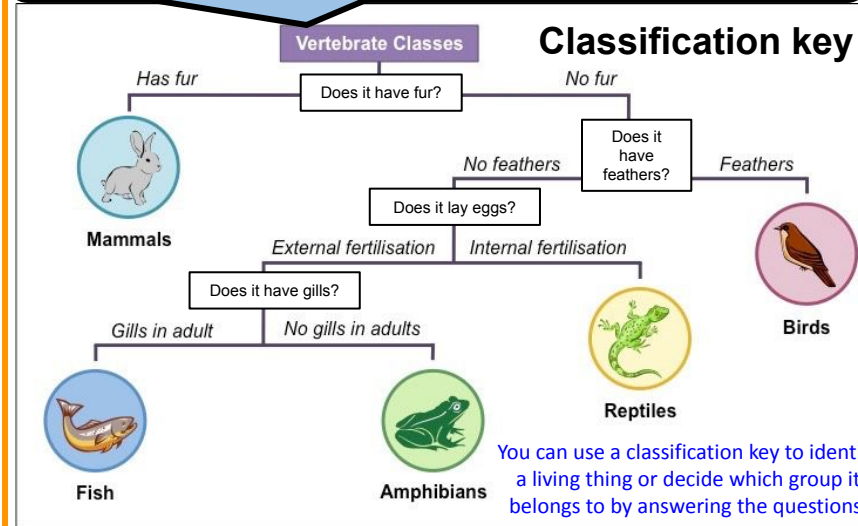 Classification key
Vertebrate Classes
Has fur
Does it have fur?
No fur
Does it
have
feathers?
No feathers
Feathers
Mammals
Does it lay eggs?
External fertilisation
Internal fertilisation
Birds
Does it have gills?
Gills in adult
No gills in adults
Reptiles
Fish
Amphibians
You can use a classification key to ident
a living thing or decide which group it
belongs to by answering the questions